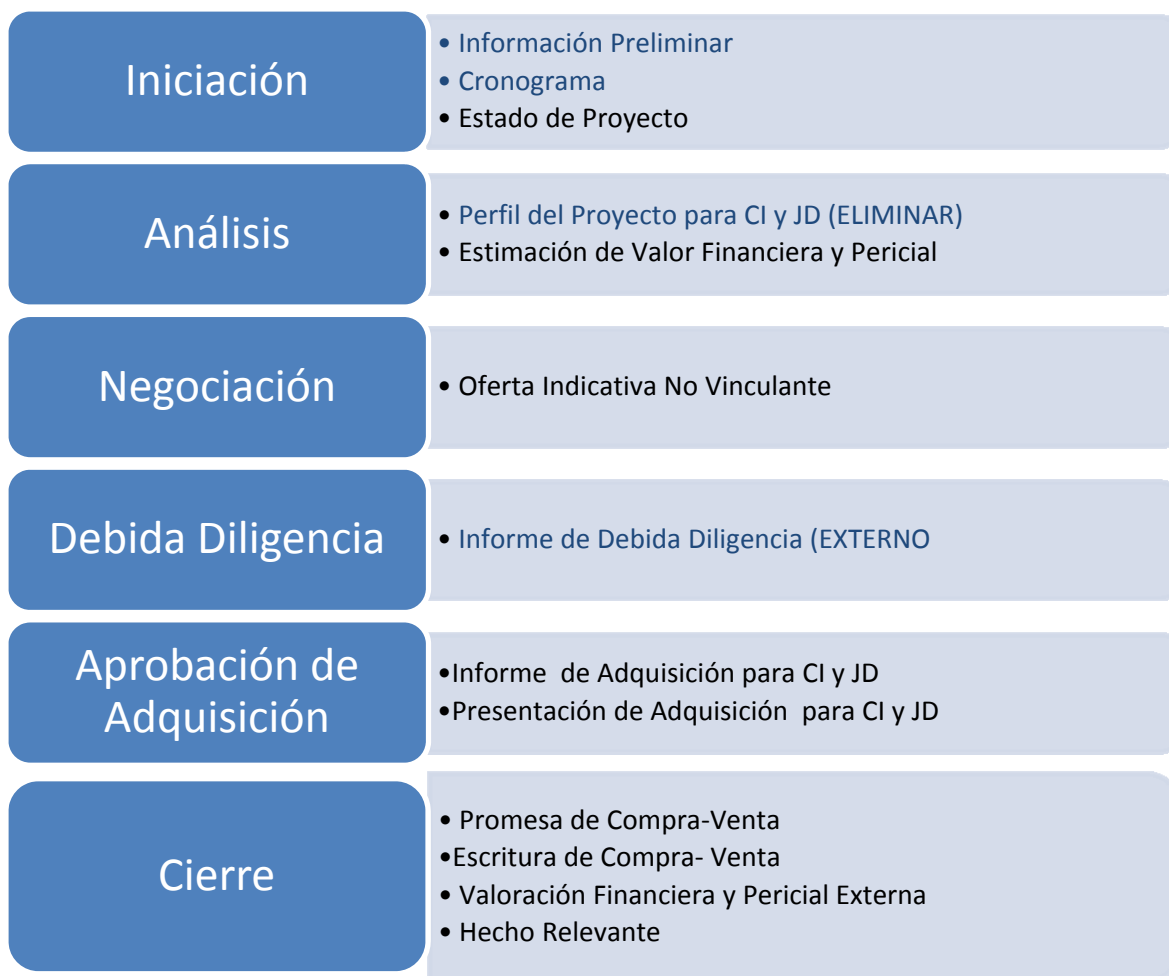 Iniciación
• Información Preliminar
• Cronograma
• Estado de Proyecto
Análisis
• Perfil del Proyecto para CI y JD (ELIMINAR)
• Estimación de Valor Financiera y Pericial
Negociación
• Oferta Indicativa No Vinculante
Debida Diligencia
• Informe de Debida Diligencia (EXTERNO
Aprobación de
Adquisición
•Informe de Adquisición para CI y JD
•Presentación de Adquisición para CI y JD
Cierre
• Promesa de Compra-Venta
•Escritura de Compra- Venta
• Valoración Financiera y Pericial Externa
• Hecho Relevante